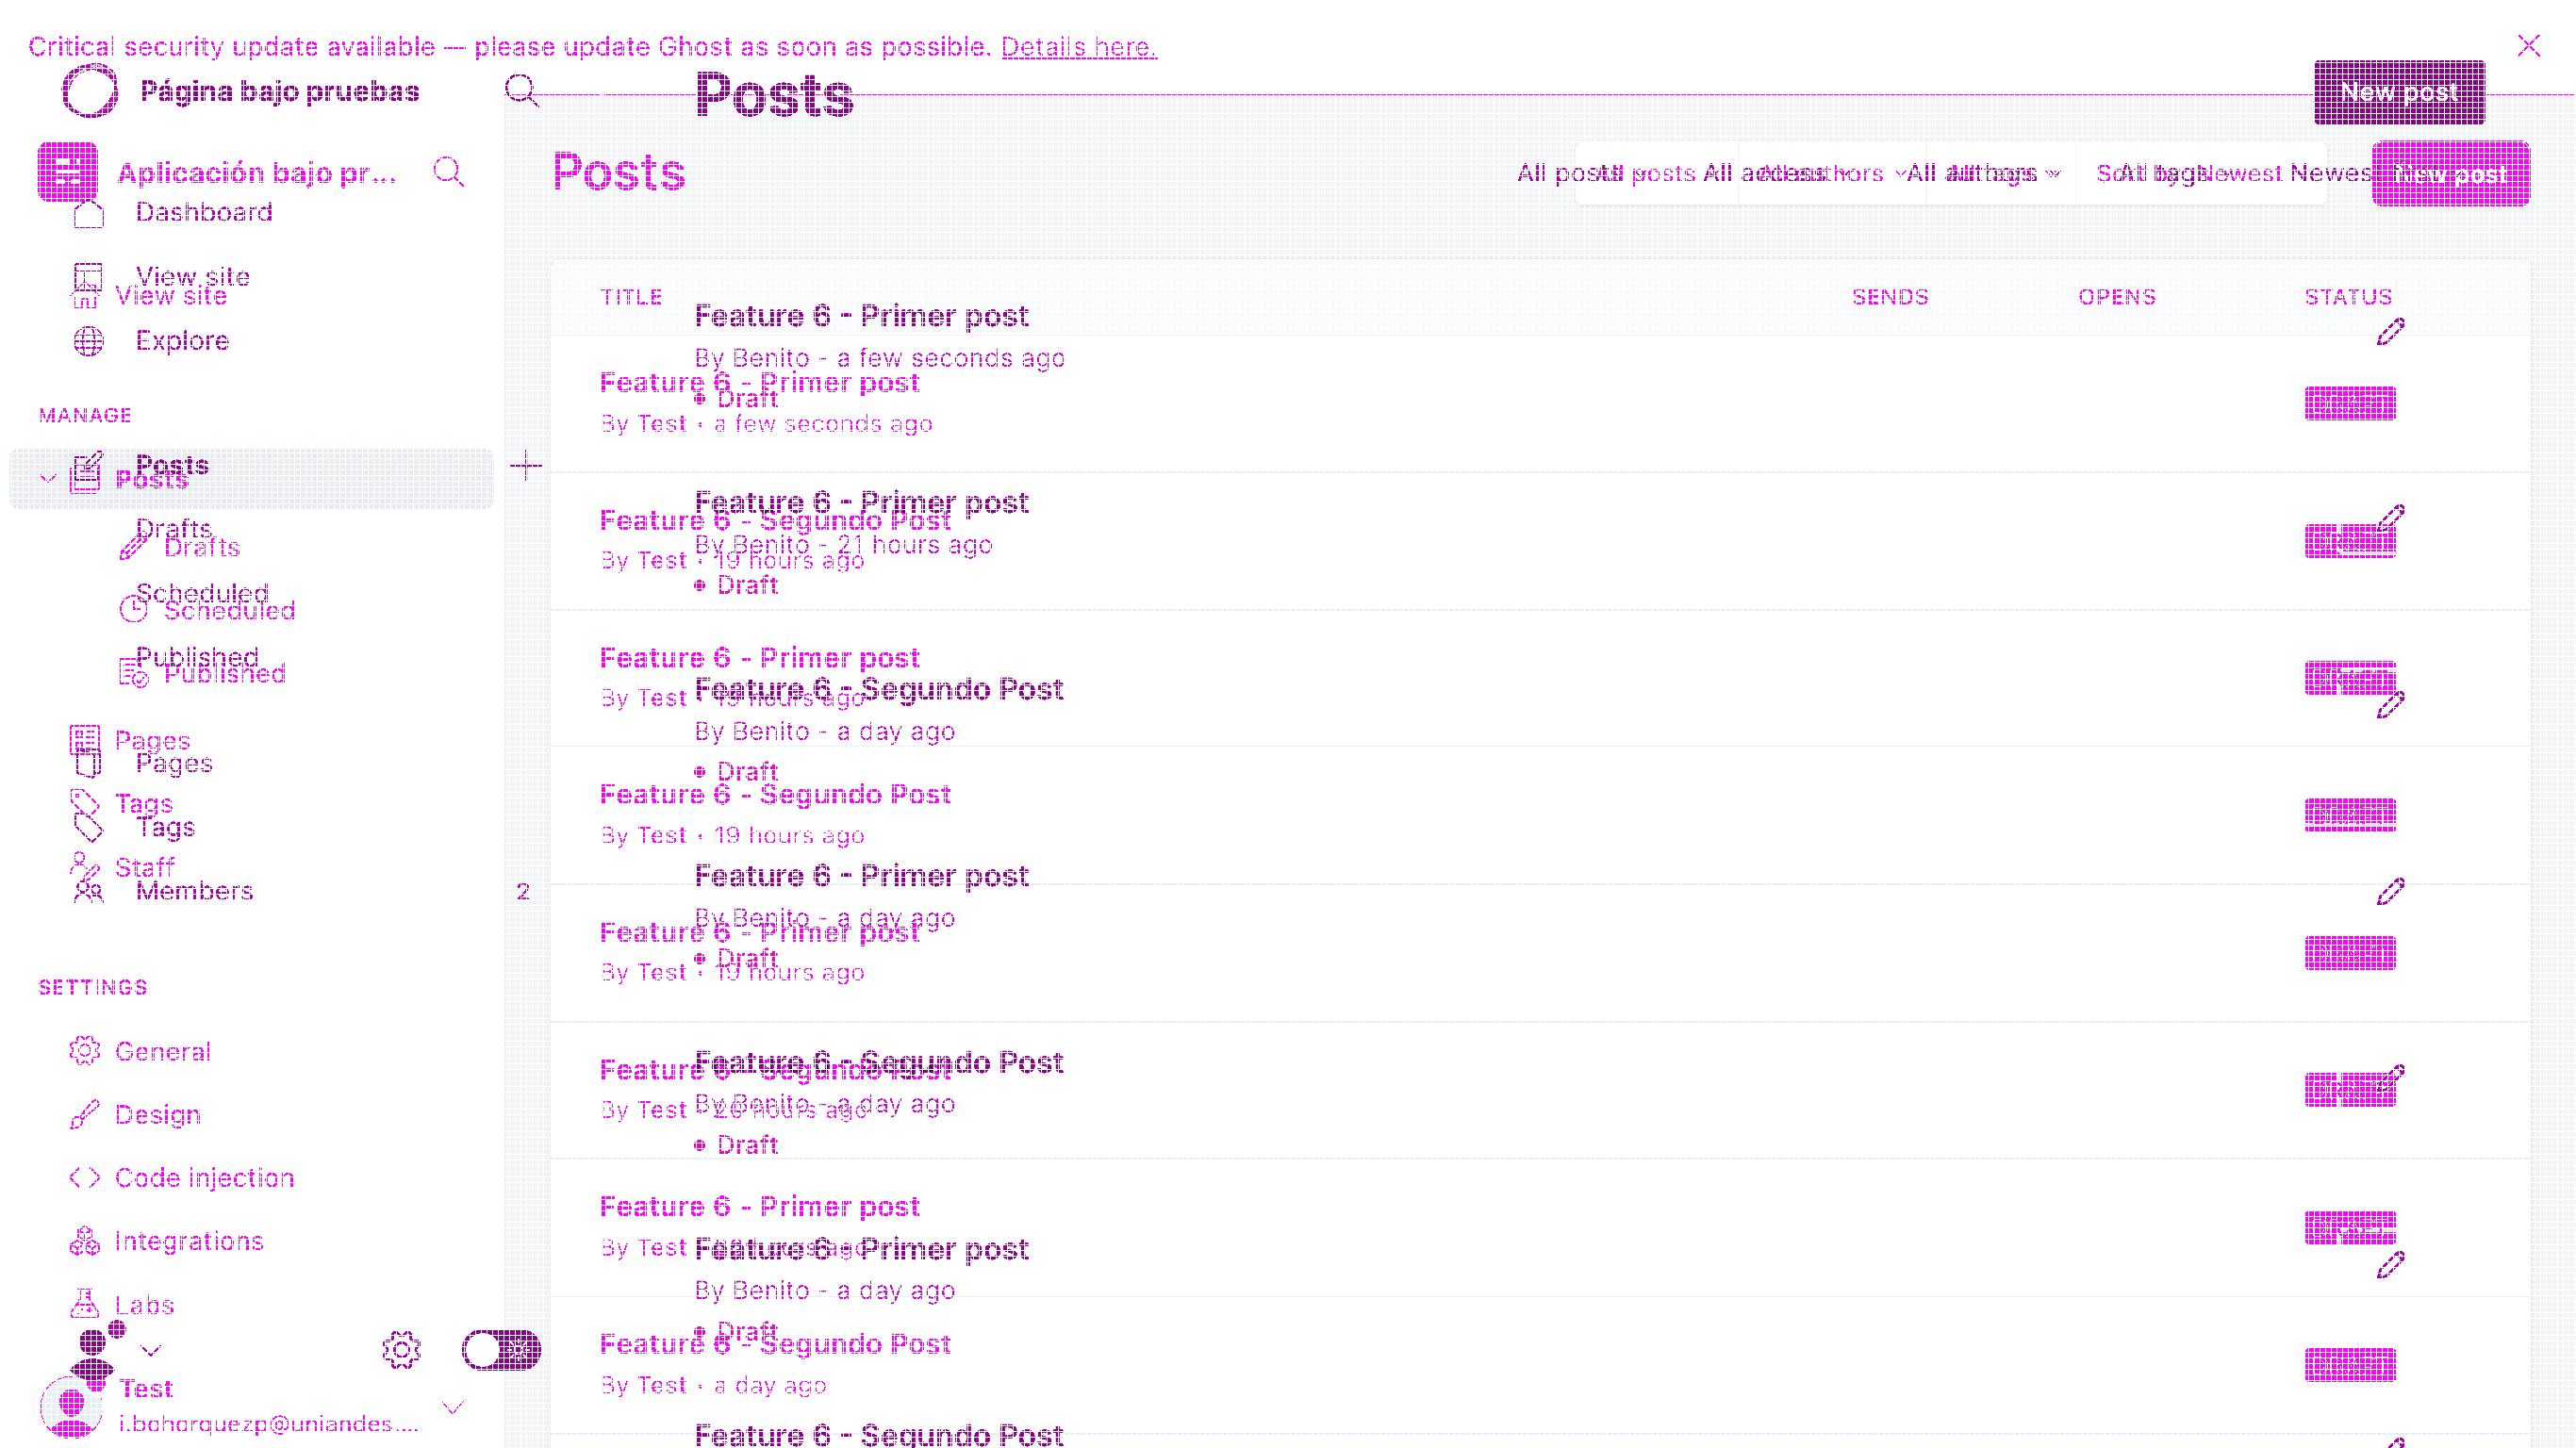 Critical security update available — please update Ghost as soon as possible. Details here.
Página bajo pruebas
Posts
New post
Aplicación bajo pr...
Posts
All posts
All posts
All access
All authors
All authors
All tags
All tags
Sort by: Newest
Newest
New post
Dashboard
View site
View site
Explore
TITLE
SENDS
OPENS
STATUS
Feature 6 - Primer post
By Benito - a few seconds ago
Draft
Feature 6 - Primer post
By Test • a few seconds ago
MANAGE
Posts
Posts
Drafts
Drafts
Scheduled
Scheduled
Published
Published
Pages
Pages
Tags
Tags
Staff
Members
2
Feature 6 - Primer post
By Benito - 21 hours ago
Draft
Feature 6 - Segundo Post
By Test • 19 hours ago
Feature 6 - Primer post
By Test • 19 hours ago
Feature 6 - Segundo Post
By Benito - a day ago
Draft
Feature 6 - Segundo Post
By Test • 19 hours ago
Feature 6 - Primer post
By Benito - a day ago
Draft
Feature 6 - Primer post
By Test • 19 hours ago
SETTINGS
General
Design
Code injection
Integrations
Labs
Feature 6 - Segundo Post
By Benito - a day ago
Draft
Feature 6 - Segundo Post
By Test • 20 hours ago
Feature 6 - Primer post
By Test
Feature 6 - Primer post
By Benito - a day ago
Draft
Feature 6 - Segundo Post
By Test • a day ago
Feature 6 - Segundo Post
Test
i.bohorquezp@uniandes....